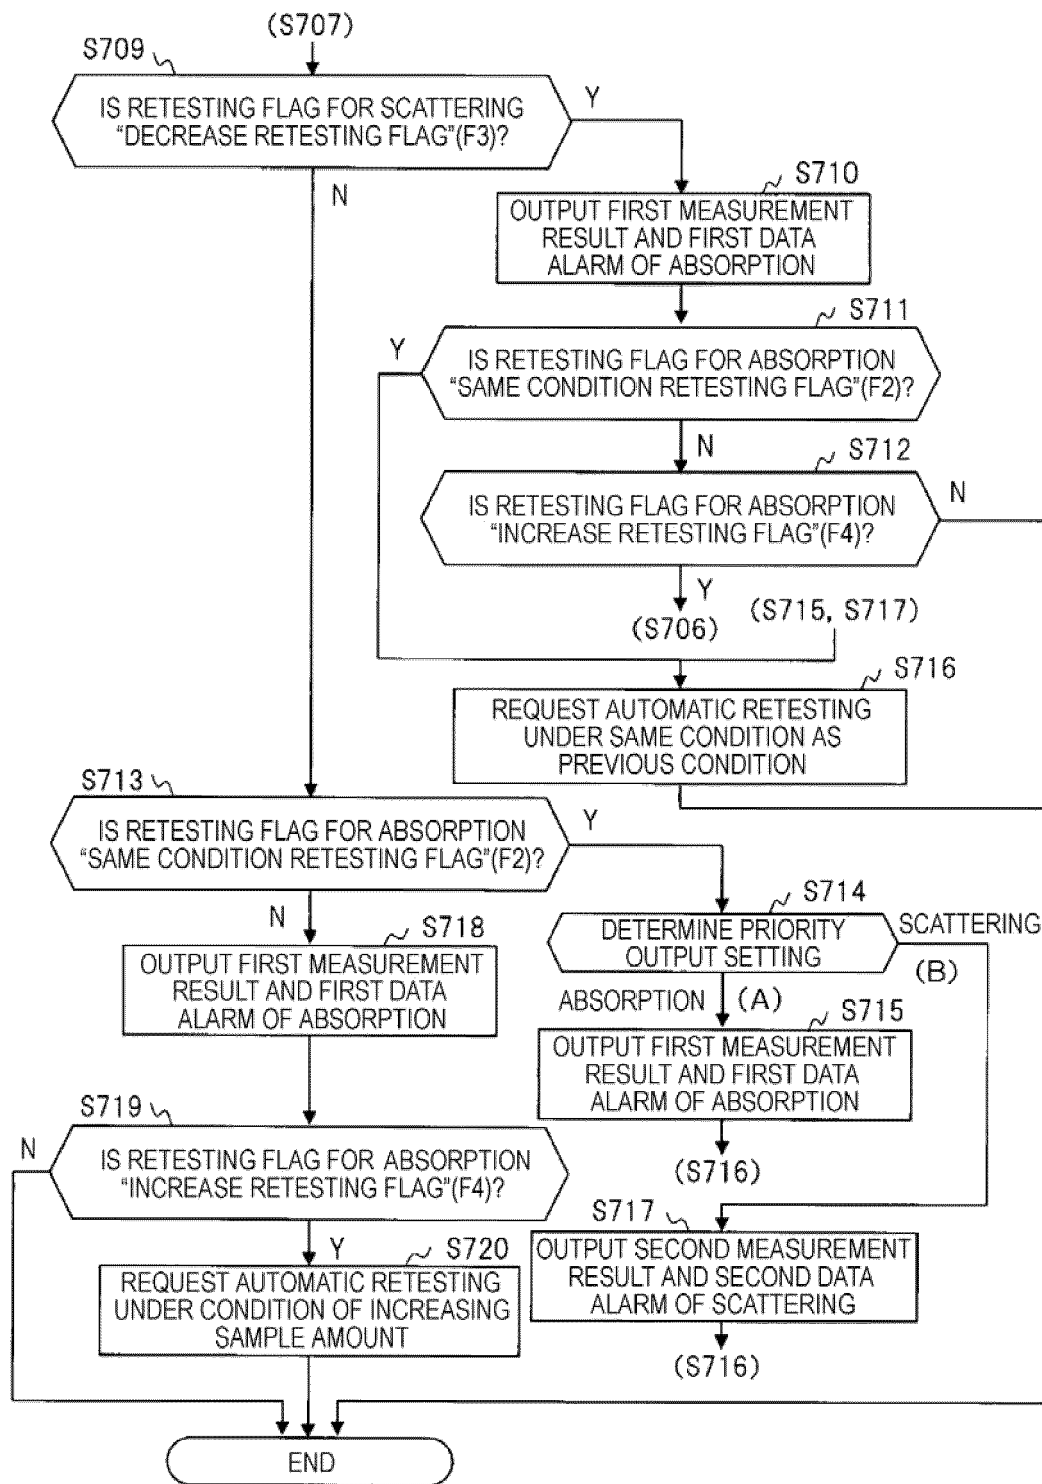 (S707)
S709
IS RETESTING FLAG FOR SCATTERING
“DECREASE RETESTING FLAG”(F3)?
Y
N
S710
OUTPUT FIRST MEASUREMENT
RESULT AND FIRST DATA
ALARM OF ABSORPTION
S711
Y
IS RETESTING FLAG FOR ABSORPTION
“SAME CONDITION RETESTING FLAG”(F2)?
N
S712
IS RETESTING FLAG FOR ABSORPTION
“INCREASE RETESTING FLAG”(F4)?
N
Y
(S706)
(S715, S717)
S716
REQUEST AUTOMATIC RETESTING
UNDER SAME CONDITION AS
PREVIOUS CONDITION
S713
IS RETESTING FLAG FOR ABSORPTION
“SAME CONDITION RETESTING FLAG”(F2)?
Y
N
S714
DETERMINE PRIORITY
OUTPUT SETTING
SCATTERING
(B)
ABSORPTION (A)
S715
OUTPUT FIRST MEASUREMENT
RESULT AND FIRST DATA
ALARM OF ABSORPTION
(S716)
S717
OUTPUT SECOND MEASUREMENT
RESULT AND SECOND DATA
ALARM OF SCATTERING
(S716)
S718
OUTPUT FIRST MEASUREMENT
RESULT AND FIRST DATA
ALARM OF ABSORPTION
S719
N
IS RETESTING FLAG FOR ABSORPTION
“INCREASE RETESTING FLAG”(F4)?
Y
S720
REQUEST AUTOMATIC RETESTING
UNDER CONDITION OF INCREASING
SAMPLE AMOUNT
END